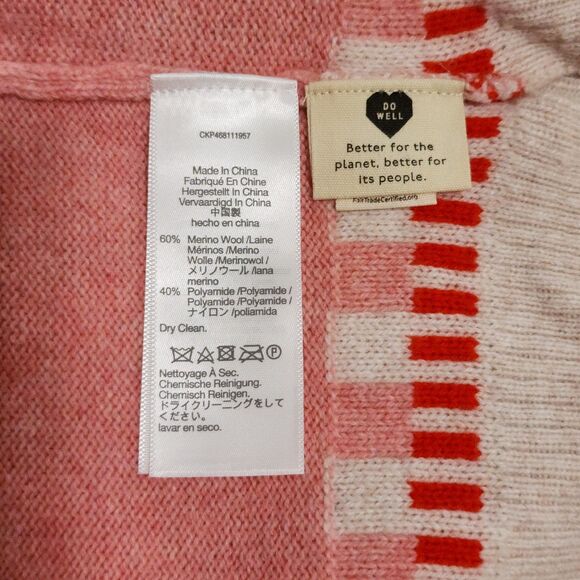 CKP468111957
Made In China
Fabriqué En Chine
Hergestellt In China
Vervaardigd In China
中国製
hecho en china
60% Merino Wool /Laine
Mérinos /Merino
Wolle /Merinowol /
メリノウール /lana
merino
40% Polyamide /Polyamide /
Polyamide /Polyamide /
ナイロン /poliamida
Dry Clean.
P
Nettoyage À Sec.
Chemische Reinigung.
Chemisch Reinigen.
ドライクリーニングをして
ください。
lavar en seco.
DO
WELL
Better for the
planet, better for
its people.
FairTradeCertified.org